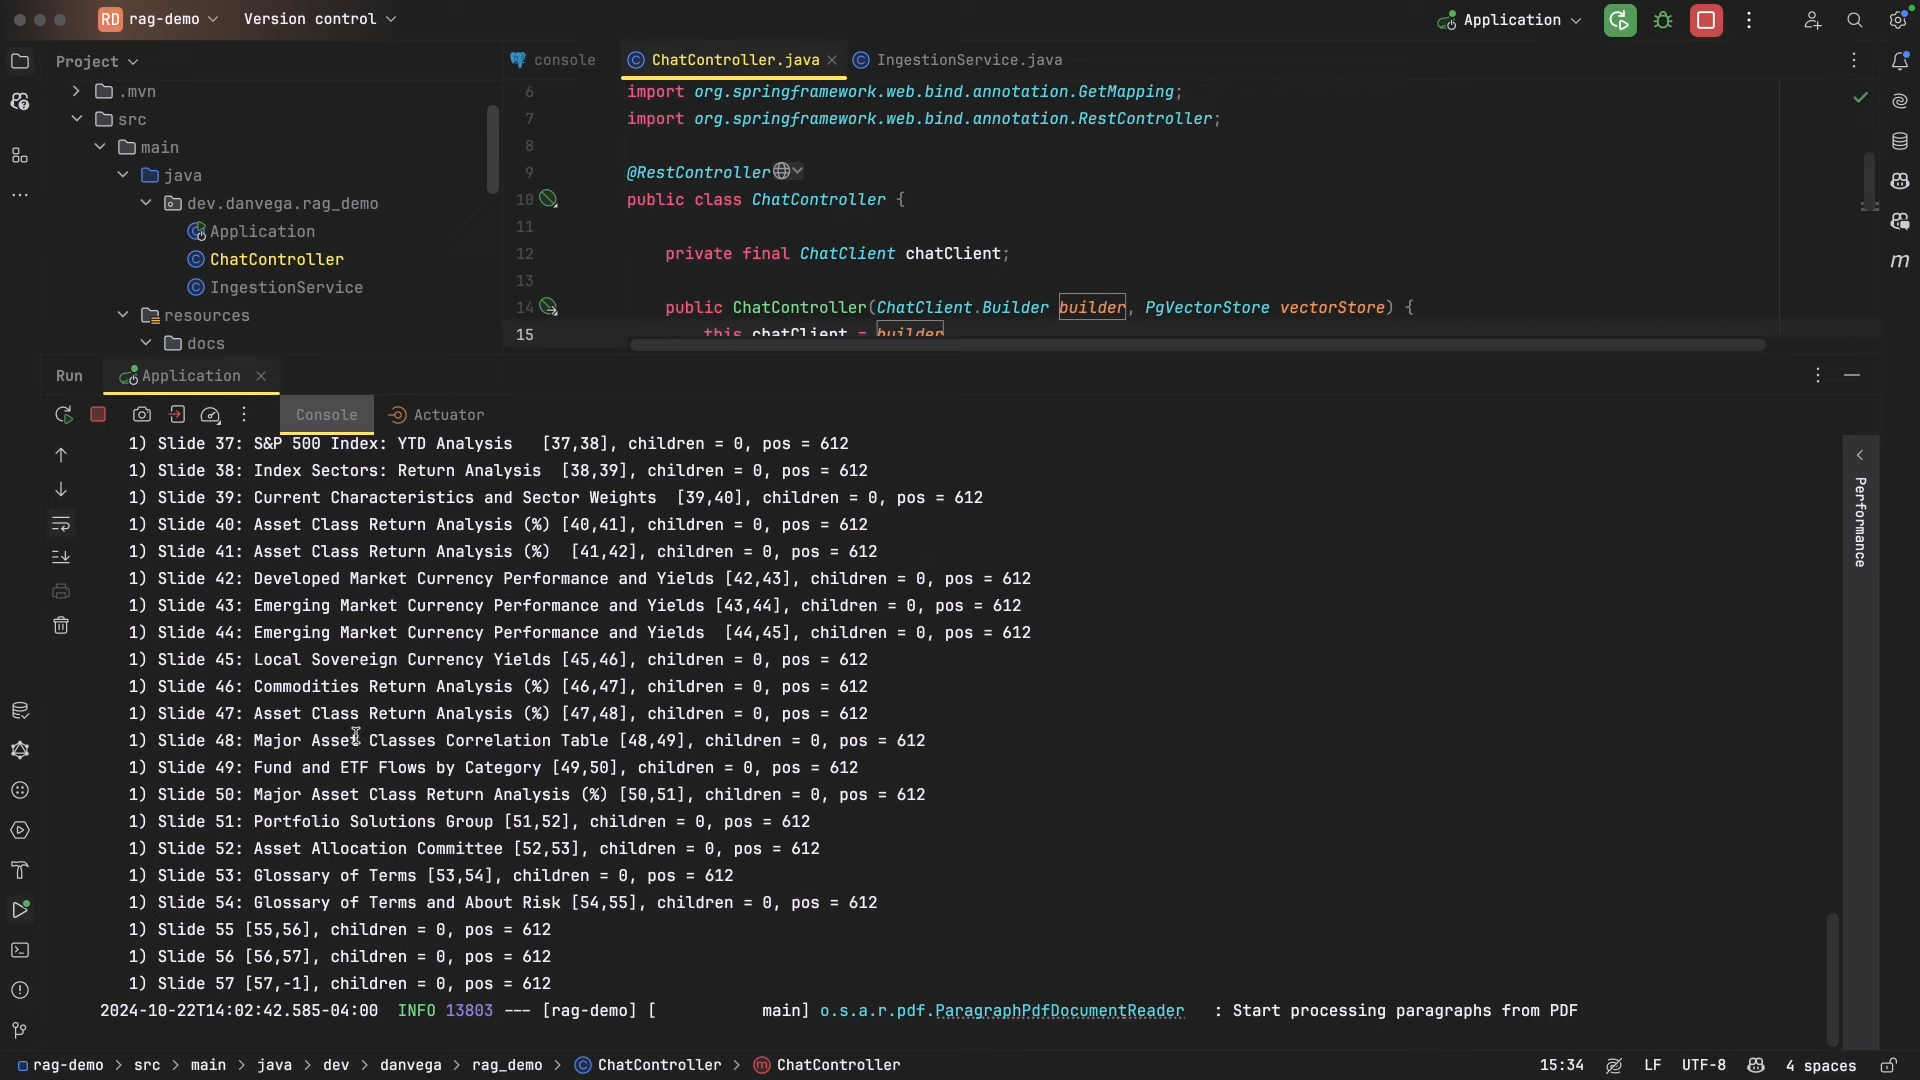 RD rag-demo Version control Application
Project
.mvn
src
main
java
dev.danvega.rag_demo
Application
ChatController
IngestionService
resources
docs
console ChatController.java IngestionService.java
6 import org.springframework.web.bind.annotation.GetMapping;
7 import org.springframework.web.bind.annotation.RestController;
8
9 @RestController
10 public class ChatController {
11
12 private final ChatClient chatClient;
13
14 public ChatController(ChatClient.Builder builder, PgVectorStore vectorStore) {
15 this.chatClient = builder
m
Run Application
Console Actuator
Performance
1) Slide 37: S&P 500 Index: YTD Analysis [37,38], children = 0, pos = 612
1) Slide 38: Index Sectors: Return Analysis [38,39], children = 0, pos = 612
1) Slide 39: Current Characteristics and Sector Weights [39,40], children = 0, pos = 612
1) Slide 40: Asset Class Return Analysis (%) [40,41], children = 0, pos = 612
1) Slide 41: Asset Class Return Analysis (%) [41,42], children = 0, pos = 612
1) Slide 42: Developed Market Currency Performance and Yields [42,43], children = 0, pos = 612
1) Slide 43: Emerging Market Currency Performance and Yields [43,44], children = 0, pos = 612
1) Slide 44: Emerging Market Currency Performance and Yields [44,45], children = 0, pos = 612
1) Slide 45: Local Sovereign Currency Yields [45,46], children = 0, pos = 612
1) Slide 46: Commodities Return Analysis (%) [46,47], children = 0, pos = 612
1) Slide 47: Asset Class Return Analysis (%) [47,48], children = 0, pos = 612
1) Slide 48: Major Asset Classes Correlation Table [48,49], children = 0, pos = 612
1) Slide 49: Fund and ETF Flows by Category [49,50], children = 0, pos = 612
1) Slide 50: Major Asset Class Return Analysis (%) [50,51], children = 0, pos = 612
1) Slide 51: Portfolio Solutions Group [51,52], children = 0, pos = 612
1) Slide 52: Asset Allocation Committee [52,53], children = 0, pos = 612
1) Slide 53: Glossary of Terms [53,54], children = 0, pos = 612
1) Slide 54: Glossary of Terms and About Risk [54,55], children = 0, pos = 612
1) Slide 55 [55,56], children = 0, pos = 612
1) Slide 56 [56,57], children = 0, pos = 612
1) Slide 57 [57,-1], children = 0, pos = 612
2024-10-22T14:02:42.585-04:00 INFO 13803 --- [rag-demo] [ main] o.s.a.r.pdf.ParagraphPdfDocumentReader : Start processing paragraphs from PDF
rag-demo > src > main > java > dev > danvega > rag_demo > ChatController > ChatController 15:34 LF UTF-8 4 spaces